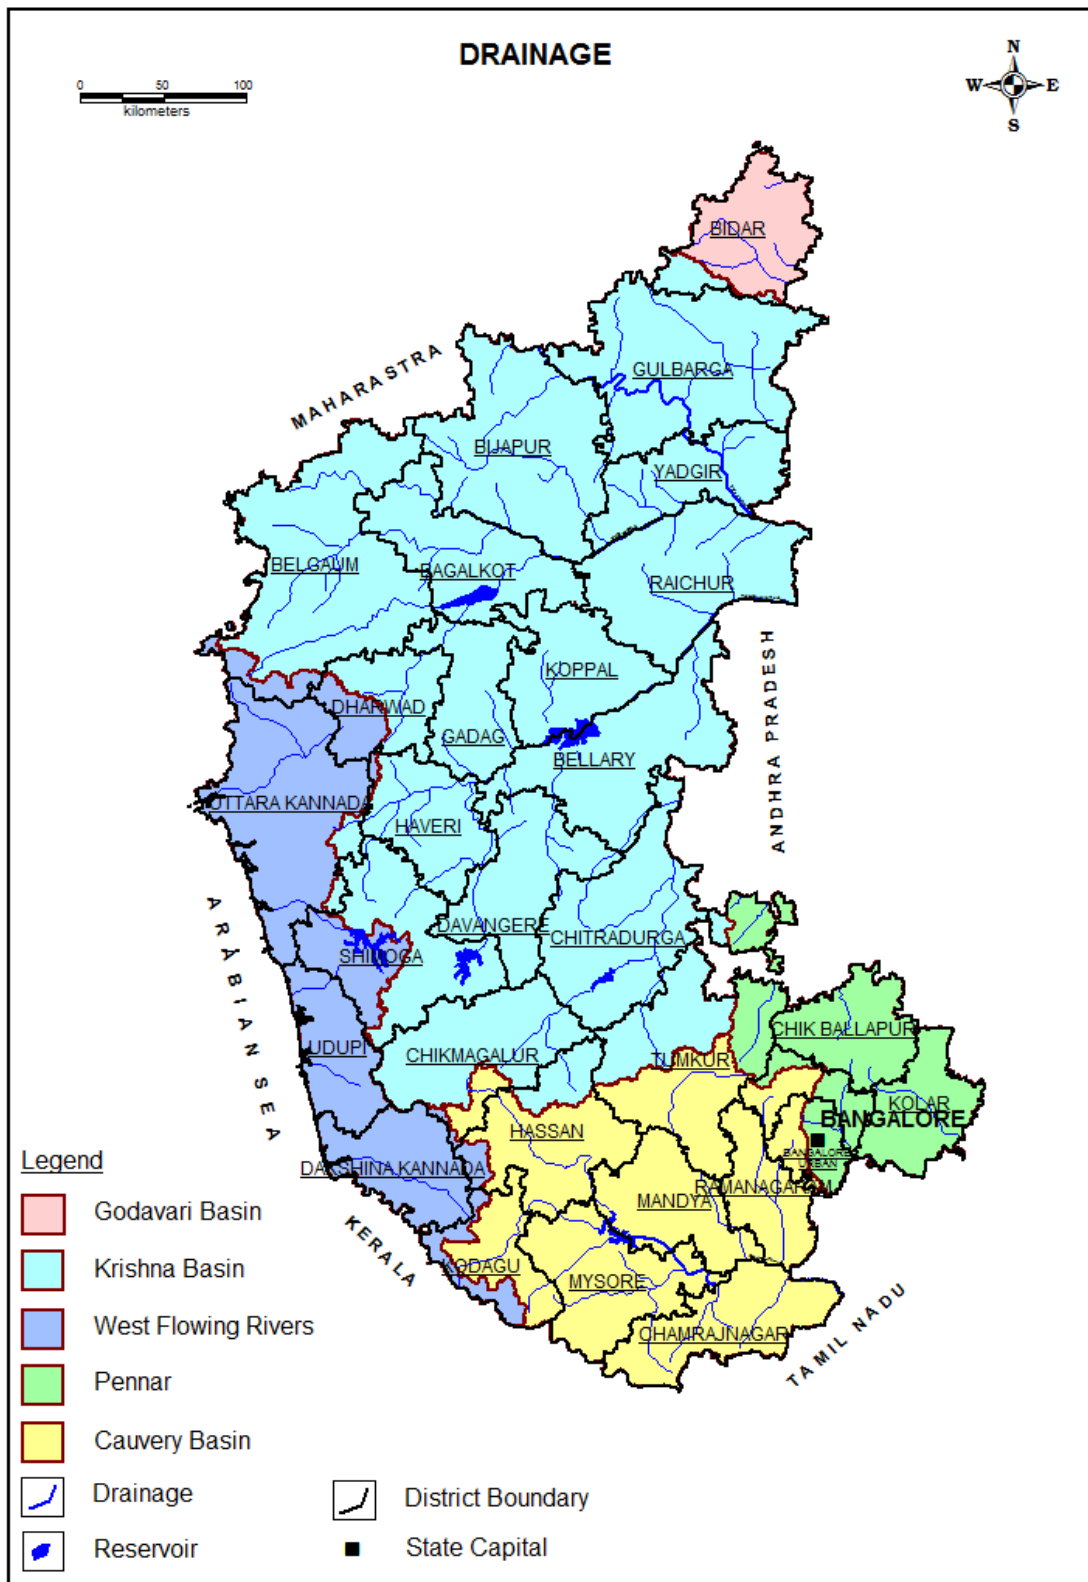 DRAINAGE
0 50 100
kilometers
N
W E
S
BIDAR
MAHARASTRA
GULBARGA
BIJAPUR
YADGIR
BELGAUM
BAGALKOT
RAICHUR
KOPPAL
DHARWAD
GADAG
BELLARY
ANDHRA PRADESH
UTTARA KANNADA
HAVERI
DAVANGERE
CHITRADURGA
SHIMOGA
ARABIAN SEA
CHIK BALLAPUR
UDUPI
CHIKMAGALUR
TUMKUR
KOLAR
BANGALORE
HASSAN
BANGALORE
URBAN
DAKSHINA KANNADA
RAMANAGARAM
MANDYA
KERALA
KODAGU
MYSORE
CHAMRAJNAGAR
TAMIL NADU
Legend
Godavari Basin
Krishna Basin
West Flowing Rivers
Pennar
Cauvery Basin
Drainage
District Boundary
Reservoir
State Capital